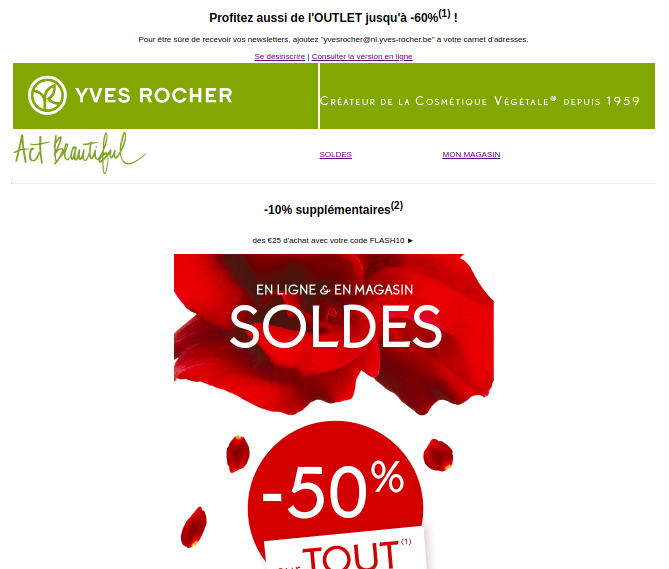 Profitez aussi de l'OUTLET jusqu'à -60%(1) !
Pour être sûre de recevoir vos newsletters, ajoutez "yvesrocher@nl.yves-rocher.be" à votre carnet d'adresses.
Se désinscrire | Consulter la version en ligne
YVES ROCHER
Créateur de la Cosmétique Végétale® depuis 1959
Act Beautiful
SOLDES
MON MAGASIN
-10% supplémentaires(2)
dès €25 d'achat avec votre code FLASH10 ►
EN LIGNE & EN MAGASIN
SOLDES
-50%
TOUT(1)